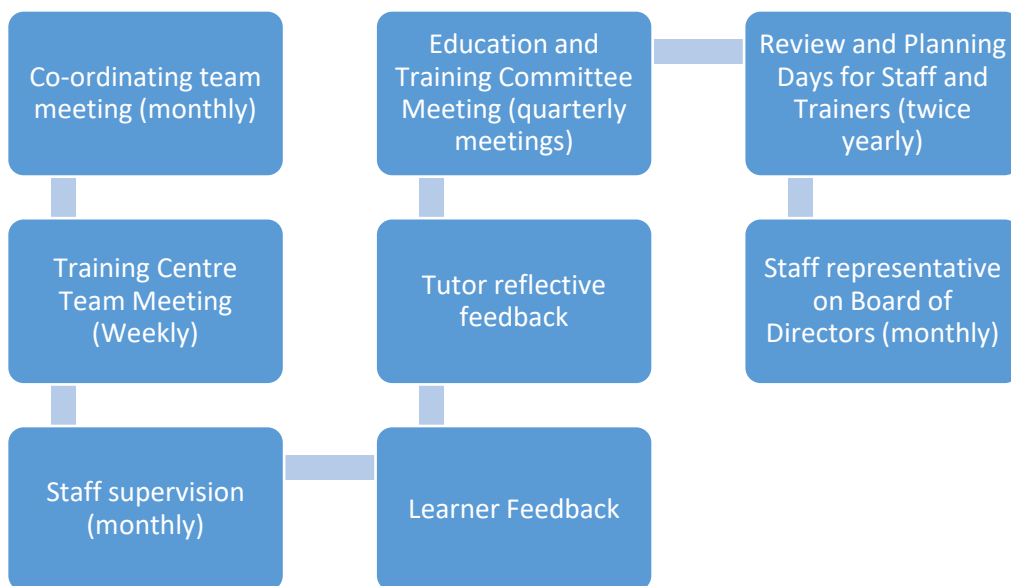 Co-ordinating team
meeting (monthly)
Training Centre
Team Meeting
(Weekly)
Staff supervision
(monthly)
Learner Feedback
Tutor reflective
feedback
Education and
Training Committee
Meeting (quarterly
meetings)
Review and Planning
Days for Staff and
Trainers (twice
yearly)
Staff representative
on Board of
Directors (monthly)